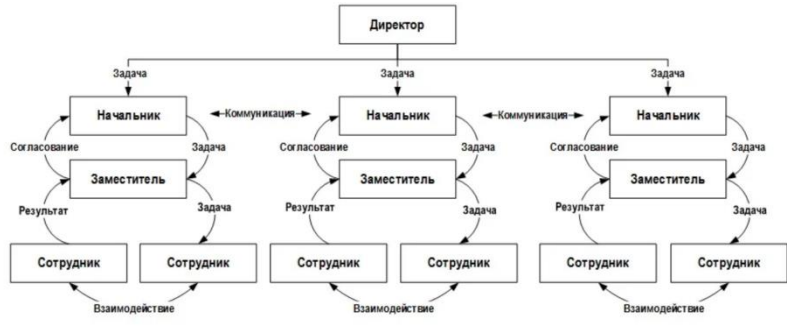 Директор
Задача Задача Задача
Начальник Коммуникация Начальник Коммуникация Начальник
Согласование Задача Согласование Задача Согласование Задача
Заместитель Заместитель Заместитель
Результат Задача Результат Задача Результат Задача
Сотрудник Сотрудник Сотрудник Сотрудник Сотрудник Сотрудник
Взаимодействие Взаимодействие Взаимодействие